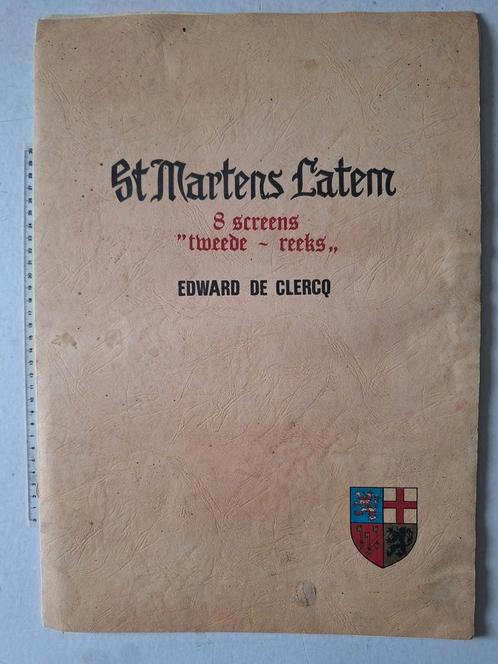 St Martens Latem
8 screens
"tweede ~ reeks„
EDWARD DE CLERCQ